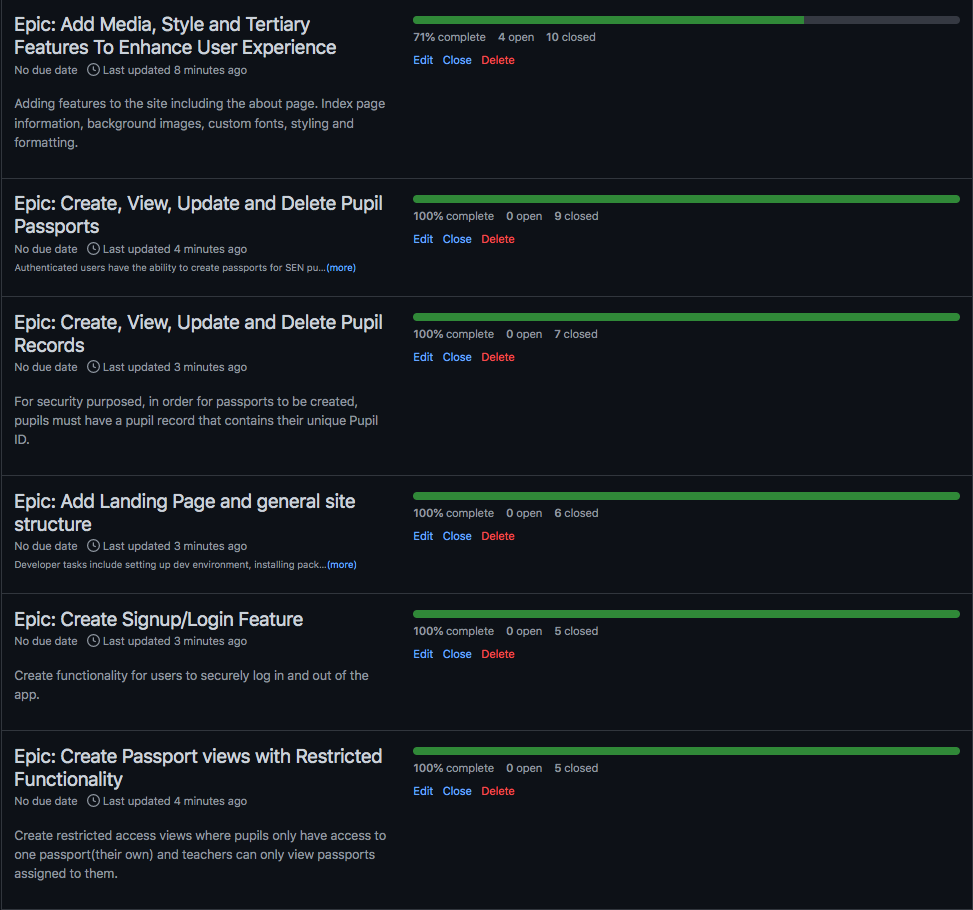 Epic: Add Media, Style and Tertiary
Features To Enhance User Experience
No due date Last updated 8 minutes ago
Adding features to the site including the about page. Index page
information, background images, custom fonts, styling and
formatting.
71% complete 4 open 10 closed
Edit Close Delete
Epic: Create, View, Update and Delete Pupil
Passports
No due date Last updated 4 minutes ago
Authenticated users have the ability to create passports for SEN pu...(more)
100% complete 0 open 9 closed
Edit Close Delete
Epic: Create, View, Update and Delete Pupil
Records
No due date Last updated 3 minutes ago
For security purposed, in order for passports to be created,
pupils must have a pupil record that contains their unique Pupil
ID.
100% complete 0 open 7 closed
Edit Close Delete
Epic: Add Landing Page and general site
structure
No due date Last updated 3 minutes ago
Developer tasks include setting up dev environment, installing pack...(more)
100% complete 0 open 6 closed
Edit Close Delete
Epic: Create Signup/Login Feature
No due date Last updated 3 minutes ago
Create functionality for users to securely log in and out of the
app.
100% complete 0 open 5 closed
Edit Close Delete
Epic: Create Passport views with Restricted
Functionality
No due date Last updated 4 minutes ago
Create restricted access views where pupils only have access to
one passport(their own) and teachers can only view passports
assigned to them.
100% complete 0 open 5 closed
Edit Close Delete